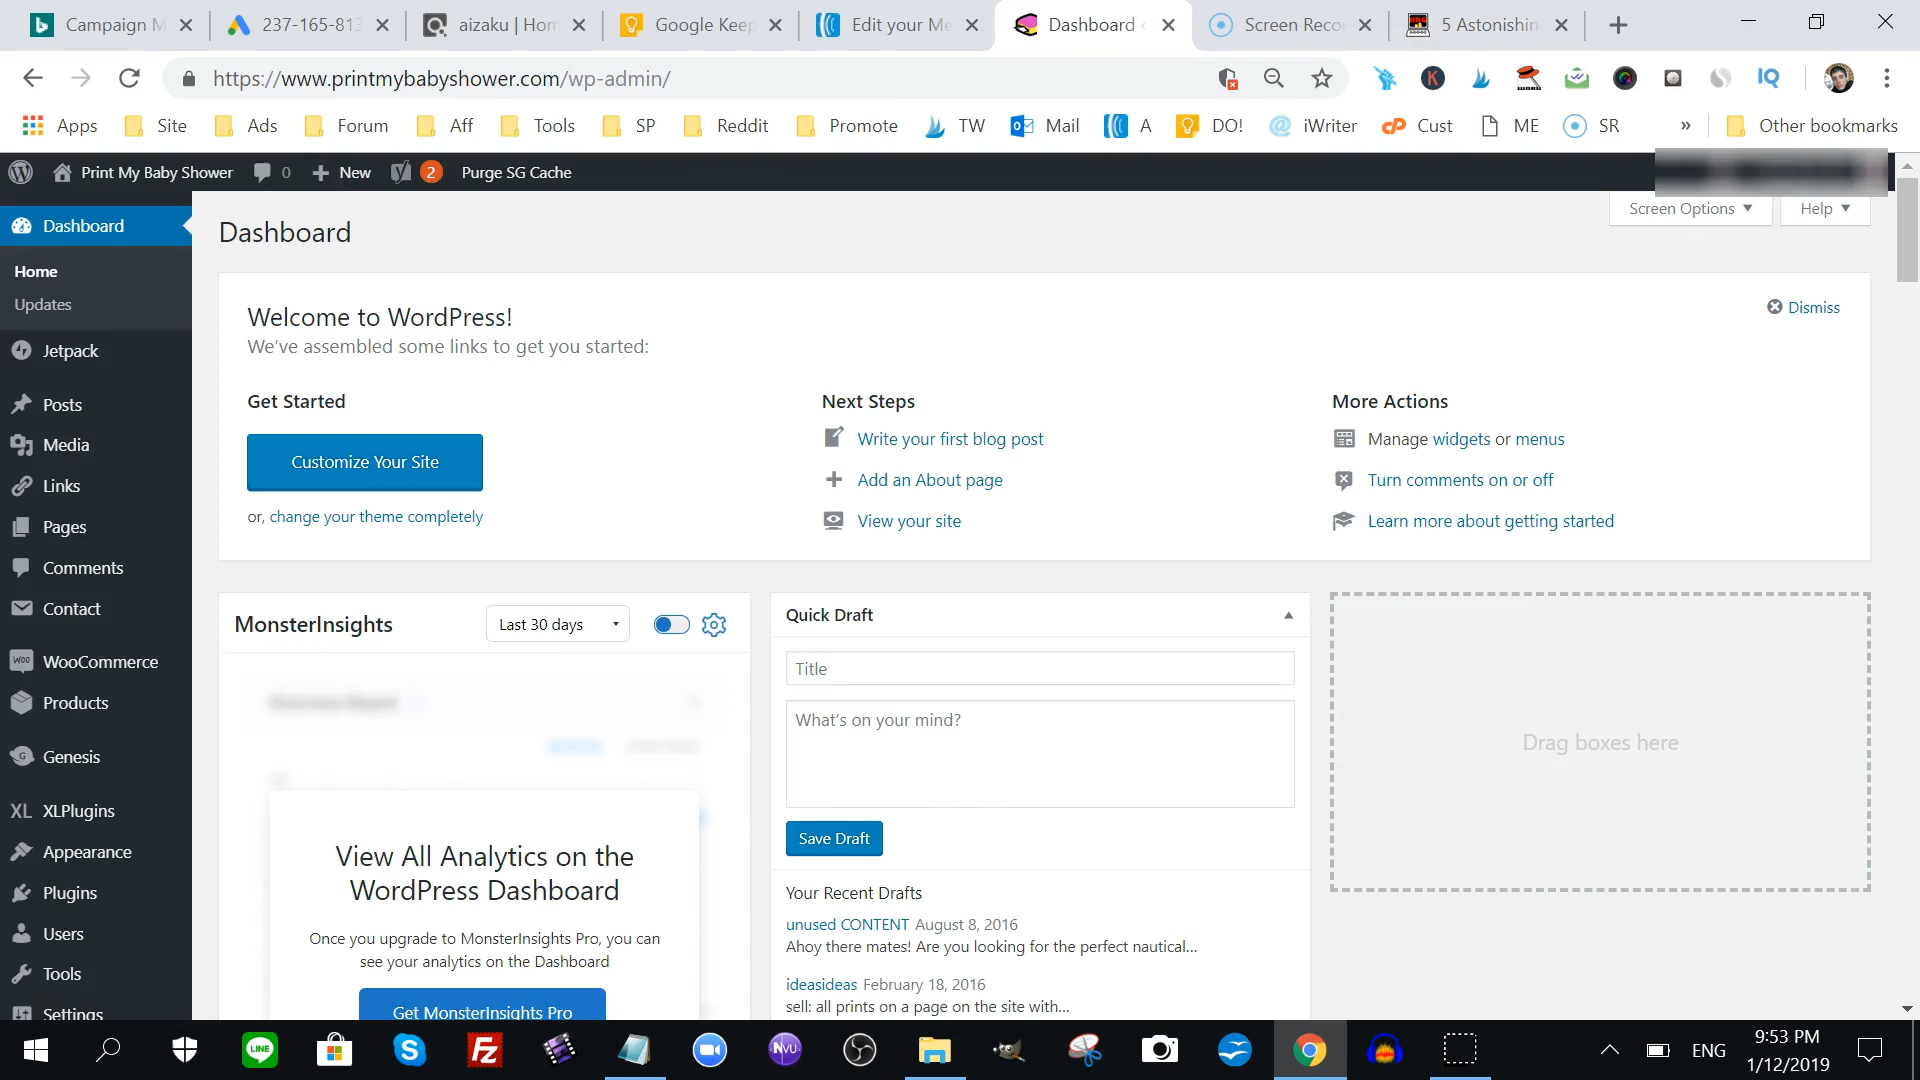 Campaign M
237-165-813
aizaku | Hom
Google Keep
Edit your Me
Dashboard
Screen Reco
5 Astonishin
https://www.printmybabyshower.com/wp-admin/
IQ
Apps
Site
Ads
Forum
Aff
Tools
SP
Reddit
Promote
TW
Mail
A
DO!
iWriter
Cust
ME
SR
»
Other bookmarks
Print My Baby Shower
0
New
2
Purge SG Cache
Screen Options
Help
Dashboard
Home
Updates
Jetpack
Posts
Media
Links
Pages
Comments
Contact
WooCommerce
Products
Genesis
XL XLPlugins
Appearance
Plugins
Users
Tools
Settings
Dashboard
Welcome to WordPress!
We've assembled some links to get you started:
Dismiss
Get Started
Customize Your Site
or, change your theme completely
Next Steps
Write your first blog post
Add an About page
View your site
More Actions
Manage widgets or menus
Turn comments on or off
Learn more about getting started
MonsterInsights
Last 30 days
View All Analytics on the
WordPress Dashboard
Once you upgrade to MonsterInsights Pro, you can
see your analytics on the Dashboard
Get MonsterInsights Pro
Quick Draft
Title
What's on your mind?
Save Draft
Your Recent Drafts
unused CONTENT August 8, 2016
Ahoy there mates! Are you looking for the perfect nautical...
ideasideas February 18, 2016
sell: all prints on a page on the site with...
Drag boxes here
LINE
FZ
NVU
ENG
9:53 PM
1/12/2019